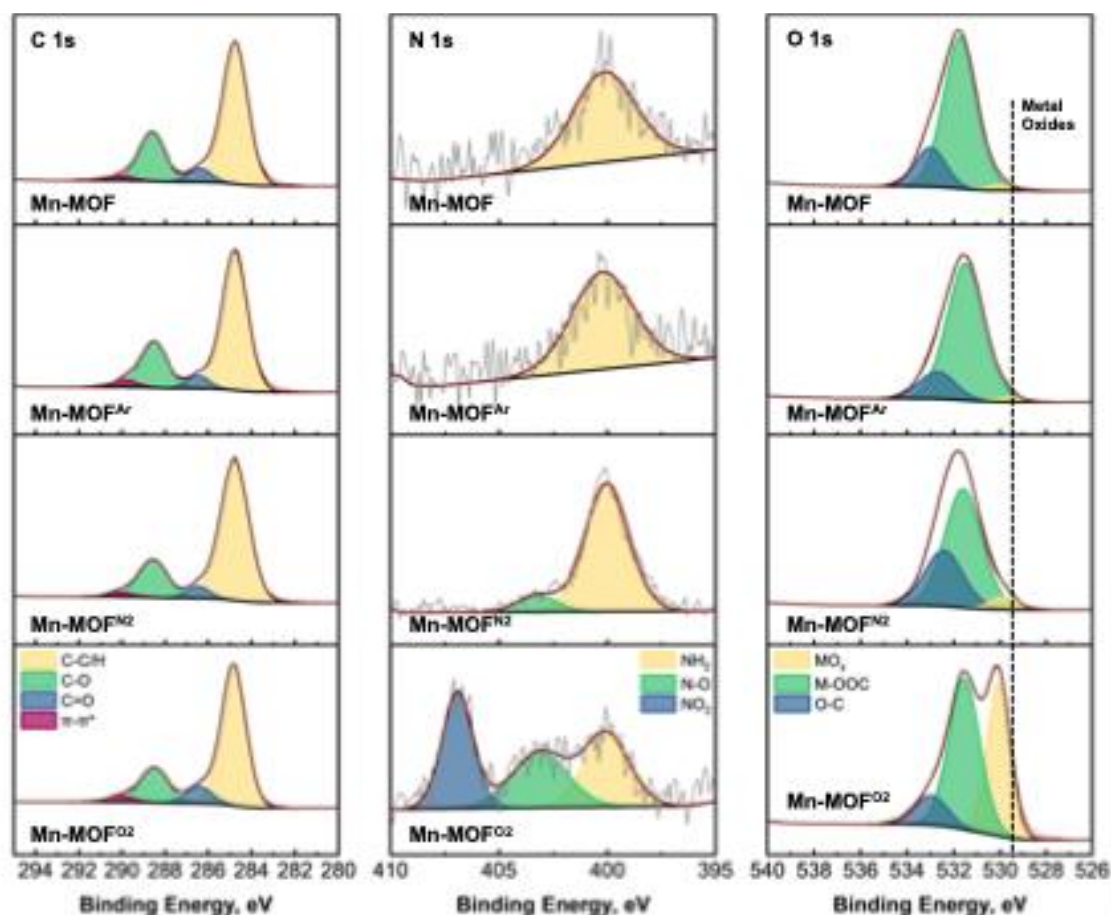 C 1s
Mn-MOF
Mn-MOFᴬʳ
Mn-MOFᴺ²
C-C/H
C-O
C=O
π-π*
Mn-MOFᴼ²
294 292 290 288 286 284 282 280
Binding Energy, eV
N 1s
Mn-MOF
Mn-MOFᴬʳ
Mn-MOFᴺ²
NH₂
N-O
NO₂
Mn-MOFᴼ²
410 405 400 395
Binding Energy, eV
O 1s
Metal
Oxides
Mn-MOF
Mn-MOFᴬʳ
Mn-MOFᴺ²
M-OOC
O-C
Mn-MOFᴼ²
540 538 536 534 532 530 528 526
Binding Energy, eV